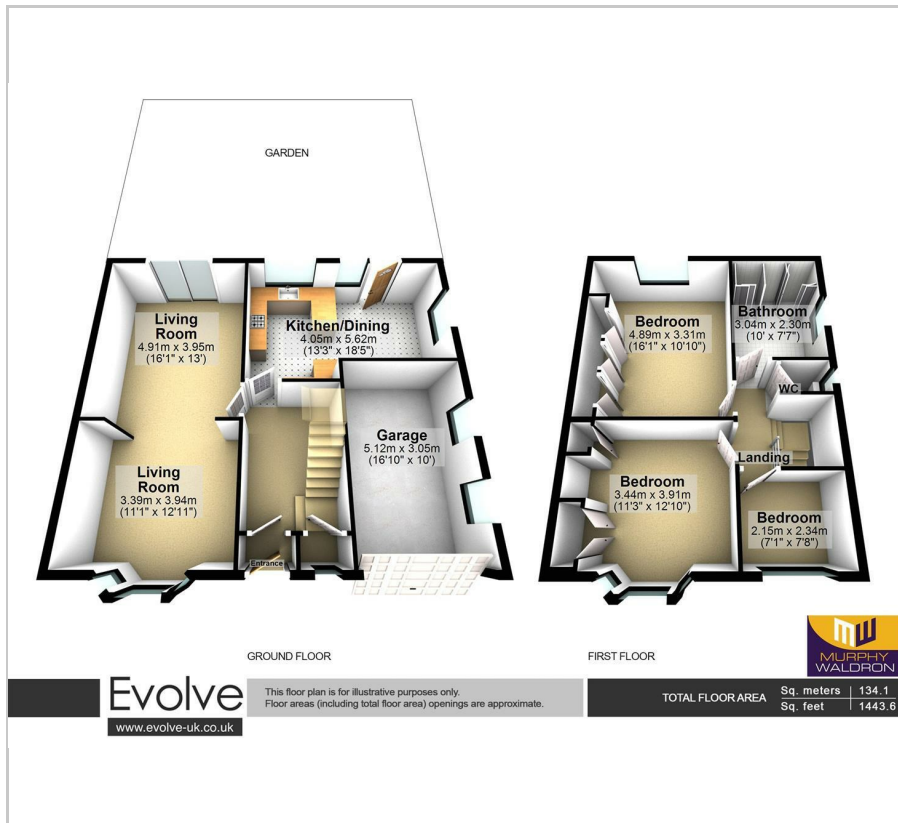 GARDEN
Living
Room
4.91m x 3.95m
(16'1" x 13')
Kitchen/Dining
4.05m x 5.62m
(13'3" x 18'5")
Living
Room
3.39m x 3.94m
(11'1" x 12'11")
Garage
5.12m x 3.05m
(16'10" x 10')
Entrance
Bedroom
4.89m x 3.31m
(16'1" x 10'10")
Bathroom
3.04m x 2.30m
(10' x 7'7")
WC
Landing
Bedroom
3.44m x 3.91m
(11'3" x 12'10")
Bedroom
2.15m x 2.34m
(7'1" x 7'8")
GROUND FLOOR
FIRST FLOOR
MW
MURPHY
WALDRON
Evolve
www.evolve-uk.co.uk
This floor plan is for illustrative purposes only.
Floor areas (including total floor area) openings are approximate.
TOTAL FLOOR AREA
Sq. meters 134.1
Sq. feet 1443.6